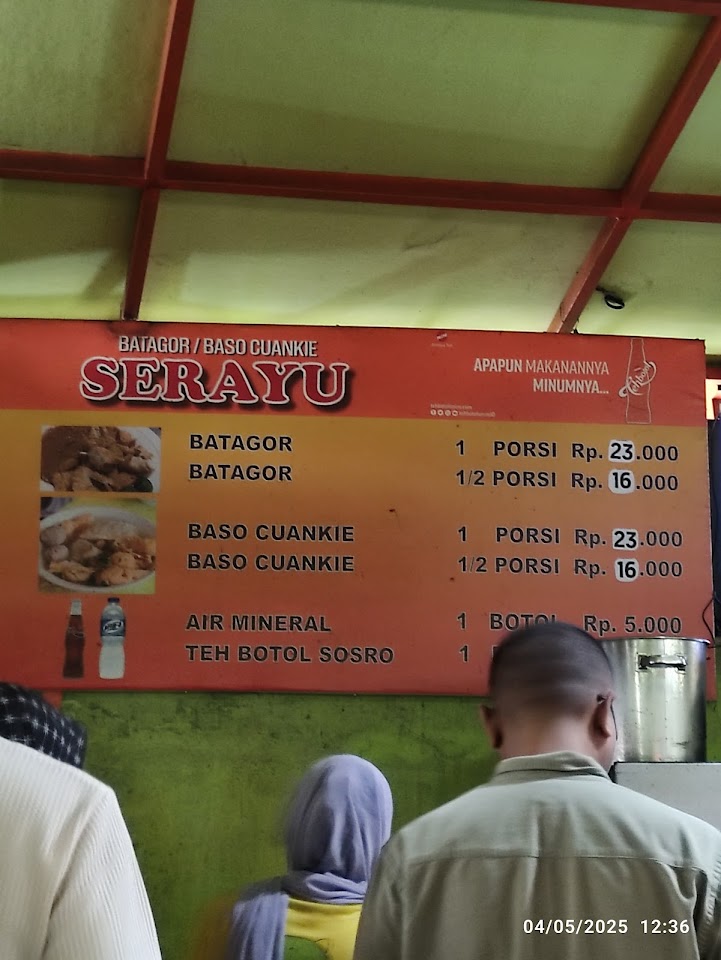 BATAGOR / BASO CUANKIE
SERAYU
APAPUN MAKANANNYA
MINUMNYA...
Tehbotol
BATAGOR 1 PORSI Rp. 23.000
BATAGOR 1/2 PORSI Rp. 16.000
BASO CUANKIE 1 PORSI Rp. 23.000
BASO CUANKIE 1/2 PORSI Rp. 16.000
AIR MINERAL 1 BOTOL Rp. 5.000
TEH BOTOL SOSRO 1
04/05/2025 12:36